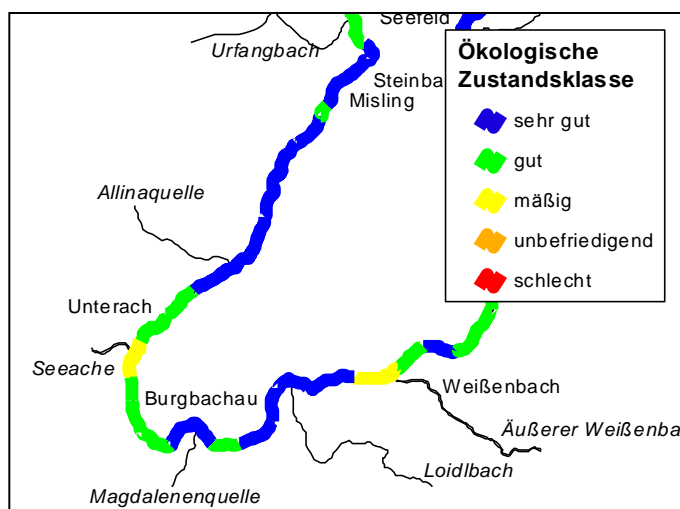 Seefeld
Urfangbach
Ökologische
Zustandsklasse
Steinba
Misling
sehr gut
gut
Allinaquelle
mäßig
unbefriedigend
schlecht
Unterach
Seeache
Burgbachau
Weißenbach
Äußerer Weißenba
Loidlbach
Magdalenenquelle